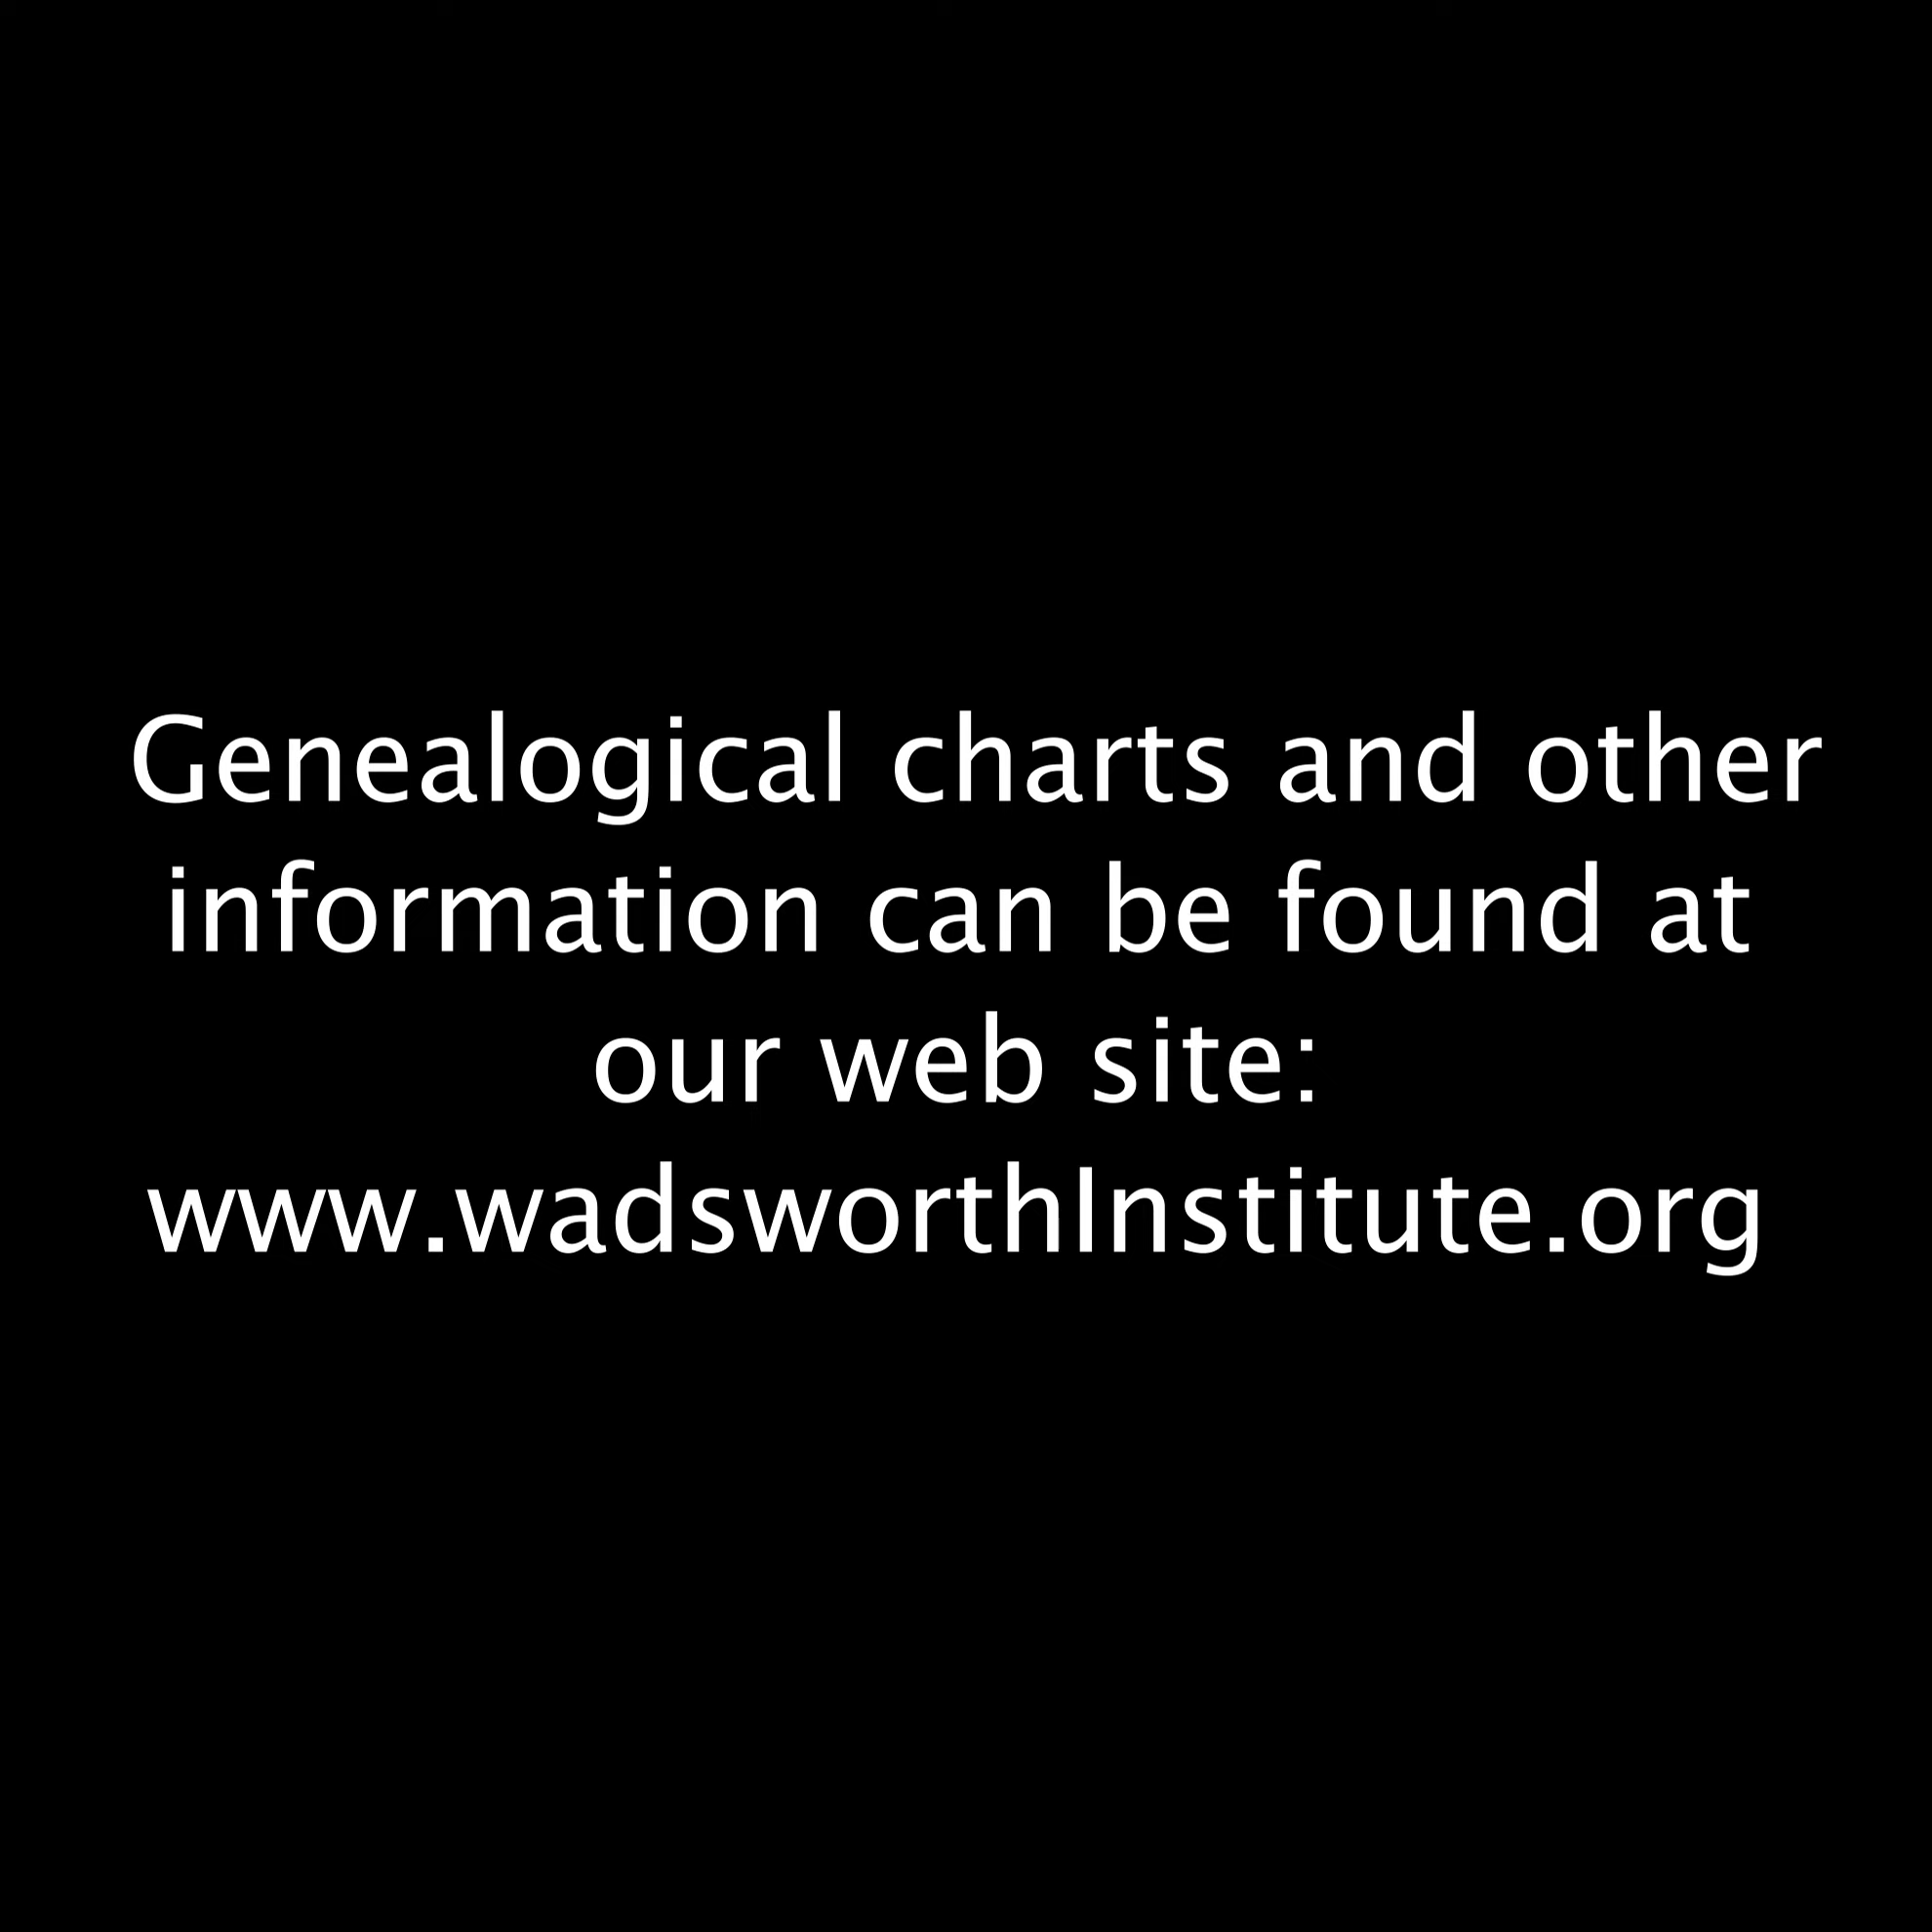 Genealogical charts and other
information can be found at
our web site:
www.wadsworthInstitute.org